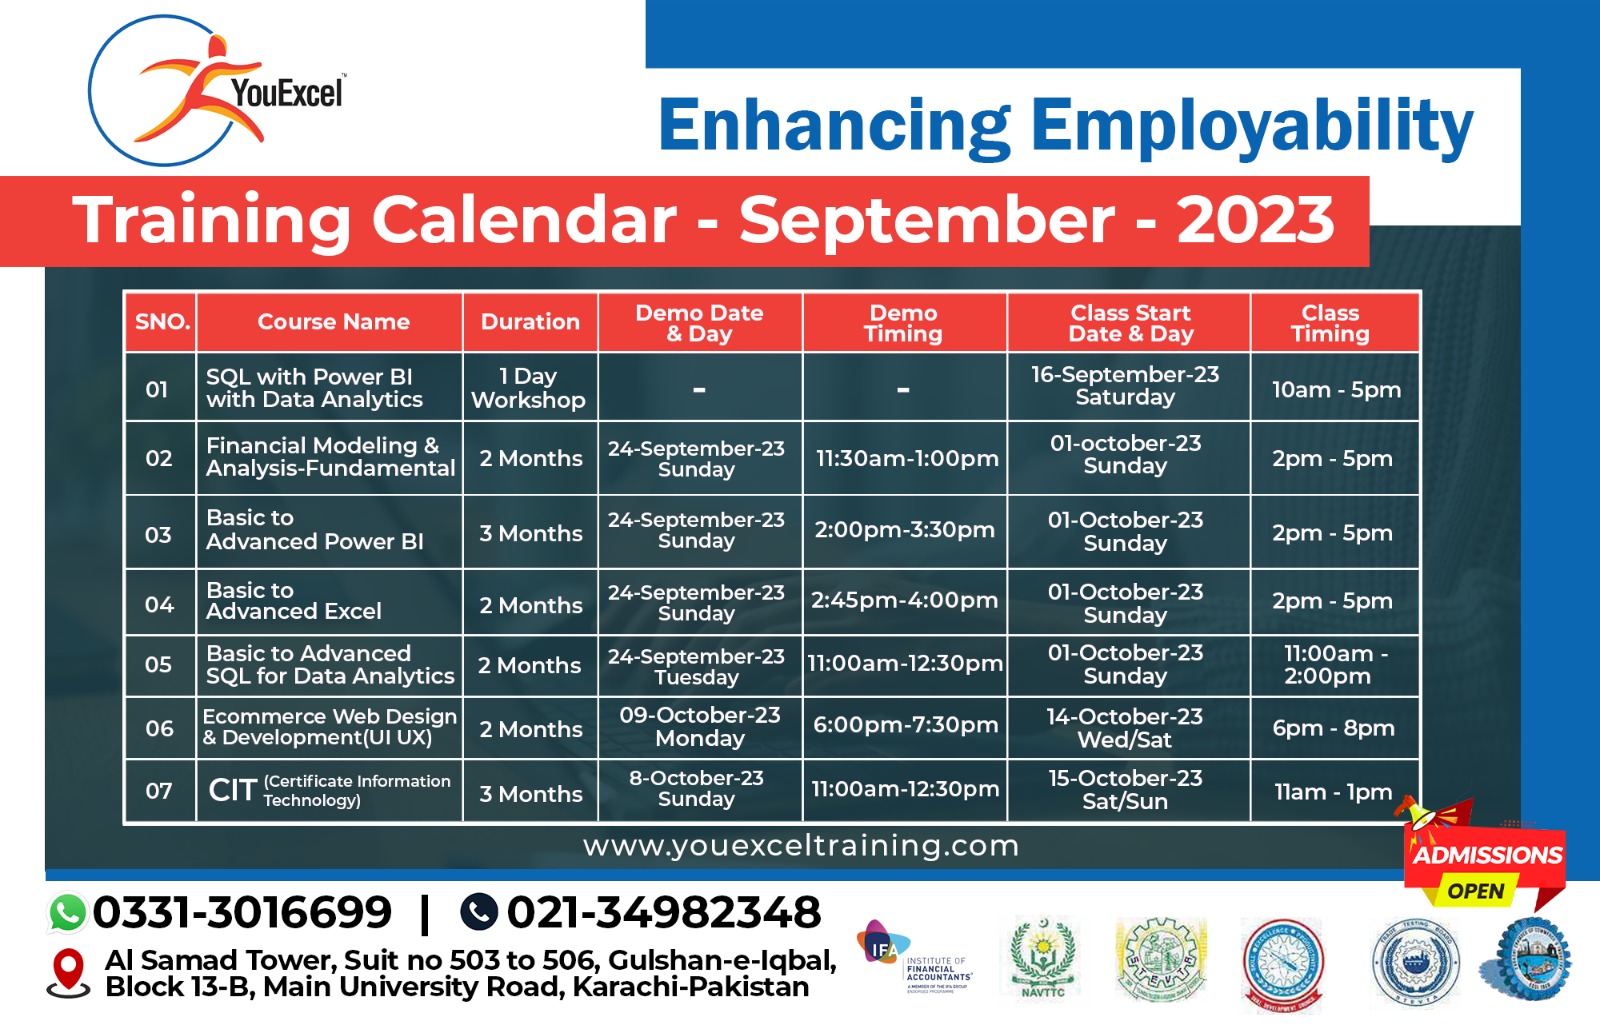 YouExcel™
Enhancing Employability
Training Calendar - September - 2023
SNO. Course Name Duration Demo Date & Day Demo Timing Class Start Date & Day Class Timing
01 SQL with Power BI with Data Analytics 1 Day Workshop - - 16-September-23 Saturday 10am - 5pm
02 Financial Modeling & Analysis-Fundamental 2 Months 24-September-23 Sunday 11:30am-1:00pm 01-october-23 Sunday 2pm - 5pm
03 Basic to Advanced Power BI 3 Months 24-September-23 Sunday 2:00pm-3:30pm 01-October-23 Sunday 2pm - 5pm
04 Basic to Advanced Excel 2 Months 24-September-23 Sunday 2:45pm-4:00pm 01-October-23 Sunday 2pm - 5pm
05 Basic to Advanced SQL for Data Analytics 2 Months 24-September-23 Tuesday 11:00am-12:30pm 01-October-23 Sunday 11:00am - 2:00pm
06 Ecommerce Web Design & Development(UI UX) 2 Months 09-October-23 Monday 6:00pm-7:30pm 14-October-23 Wed/Sat 6pm - 8pm
07 CIT (Certificate Information Technology) 3 Months 8-October-23 Sunday 11:00am-12:30pm 15-October-23 Sat/Sun 11am - 1pm
www.youexceltraining.com
ADMISSIONS
OPEN
0331-3016699 | 021-34982348
Al Samad Tower, Suit no 503 to 506, Gulshan-e-Iqbal,
Block 13-B, Main University Road, Karachi-Pakistan
IFA
INSTITUTE OF
FINANCIAL
ACCOUNTANTS
A MEMBER OF THE IPA GROUP
NAVTTC
STEVTA
TRADE TESTING BOARD
STEVTA